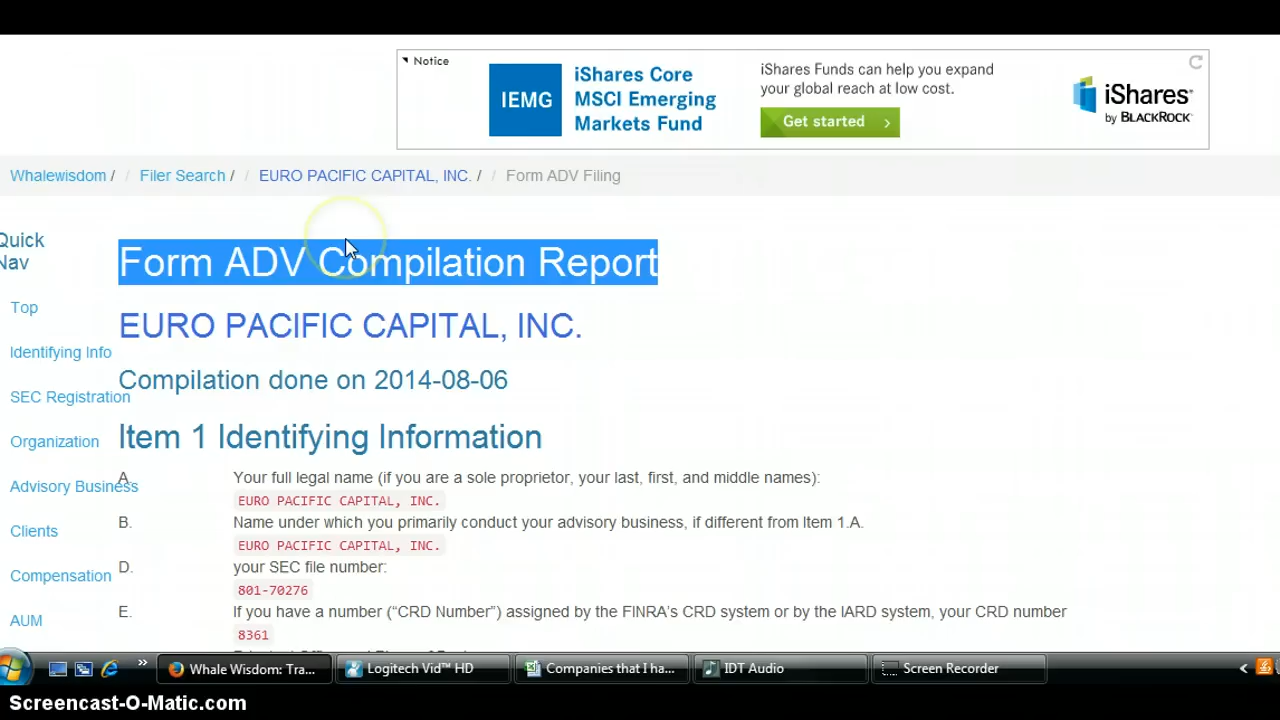 Notice
IEMG
iShares Core
MSCI Emerging
Markets Fund
iShares Funds can help you expand
your global reach at low cost.
Get started
iShares®
by BLACKROCK®
Whalewisdom / / Filer Search / / EURO PACIFIC CAPITAL, INC. / / Form ADV Filing
Quick
Nav
Top
Identifying Info
SEC Registration
Organization
Advisory Business
Clients
Compensation
AUM
Form ADV Compilation Report
EURO PACIFIC CAPITAL, INC.
Compilation done on 2014-08-06
Item 1 Identifying Information
A. Your full legal name (if you are a sole proprietor, your last, first, and middle names):
EURO PACIFIC CAPITAL, INC.
B. Name under which you primarily conduct your advisory business, if different from Item 1.A.
EURO PACIFIC CAPITAL, INC.
D. your SEC file number:
801-70276
E. If you have a number (“CRD Number”) assigned by the FINRA's CRD system or by the IARD system, your CRD number
8361
Whale Wisdom: Tra...
Logitech Vid™ HD
Companies that I ha...
IDT Audio
Screen Recorder
Screencast-O-Matic.com